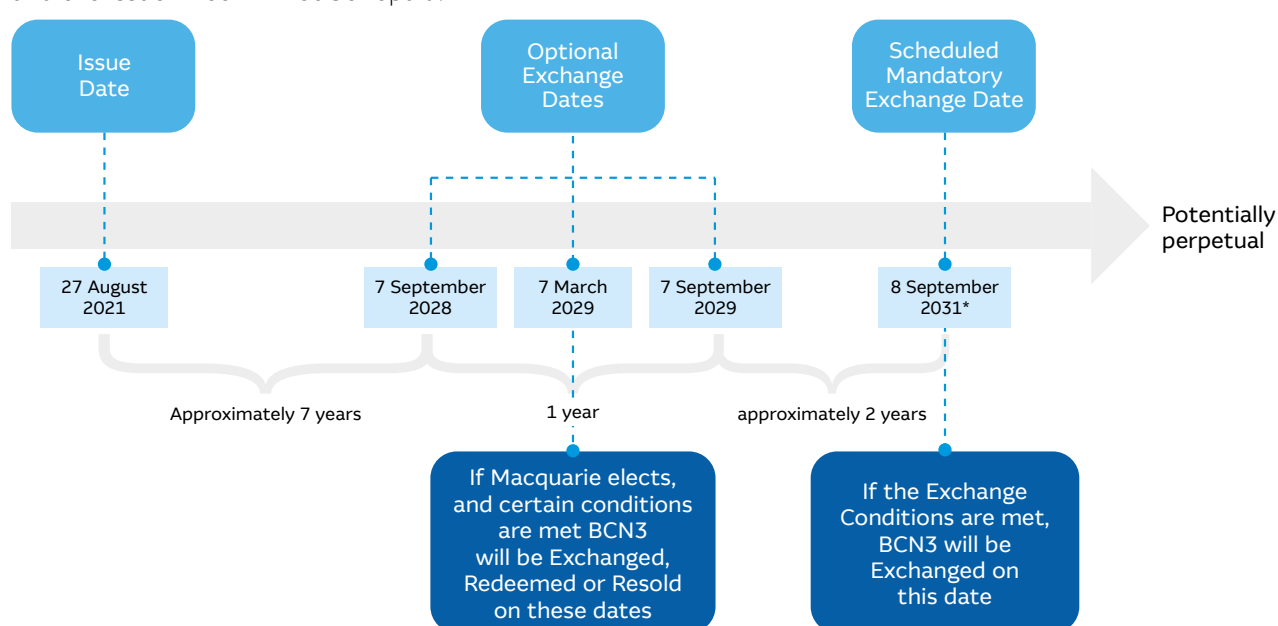 Issue
Date
Optional
Exchange
Dates
Scheduled
Mandatory
Exchange Date
Potentially
perpetual
27 August
2021
7 September
2028
7 March
2029
7 September
2029
8 September
2031*
Approximately 7 years
1 year
approximately 2 years
If Macquarie elects,
and certain conditions
are met BCN3
will be Exchanged,
Redeemed or Resold
on these dates
If the Exchange
Conditions are met,
BCN3 will be
Exchanged on
this date